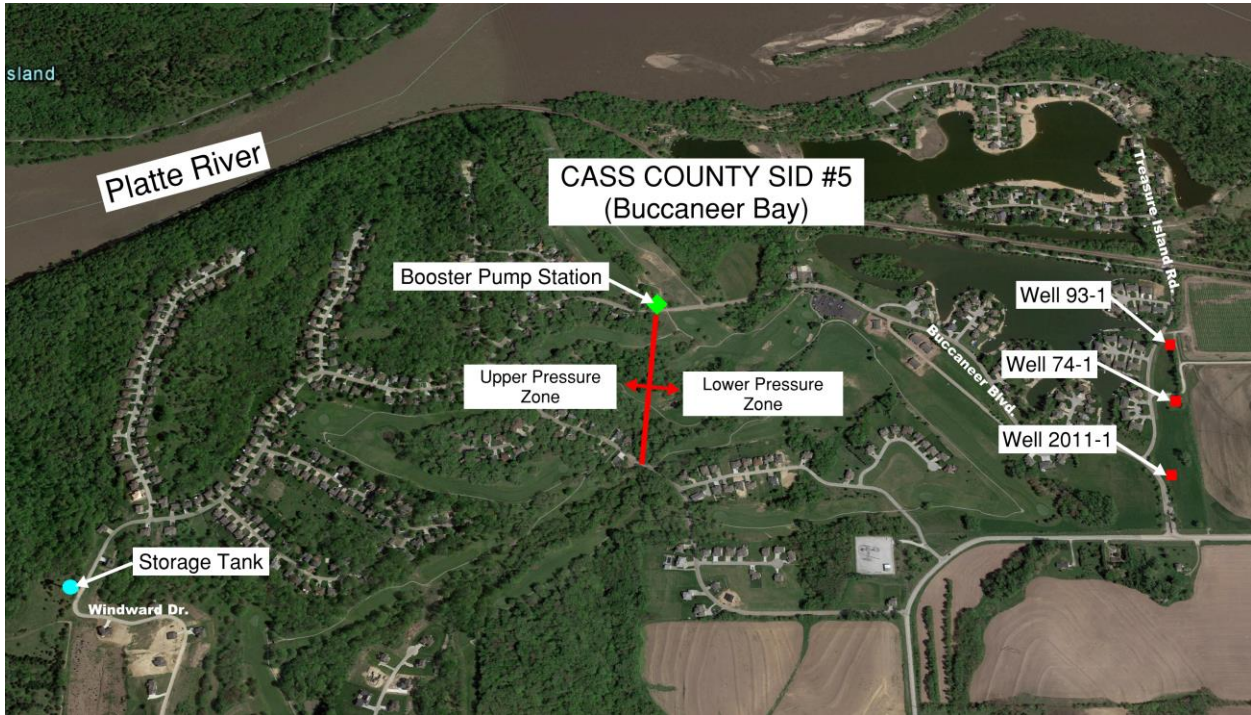 sland
Platte River
CASS COUNTY SID #5
(Buccaneer Bay)
Treasure Island Rd.
Booster Pump Station
Well 93-1
Buccaneer Blvd.
Well 74-1
Upper Pressure
Zone
Lower Pressure
Zone
Well 2011-1
Storage Tank
Windward Dr.